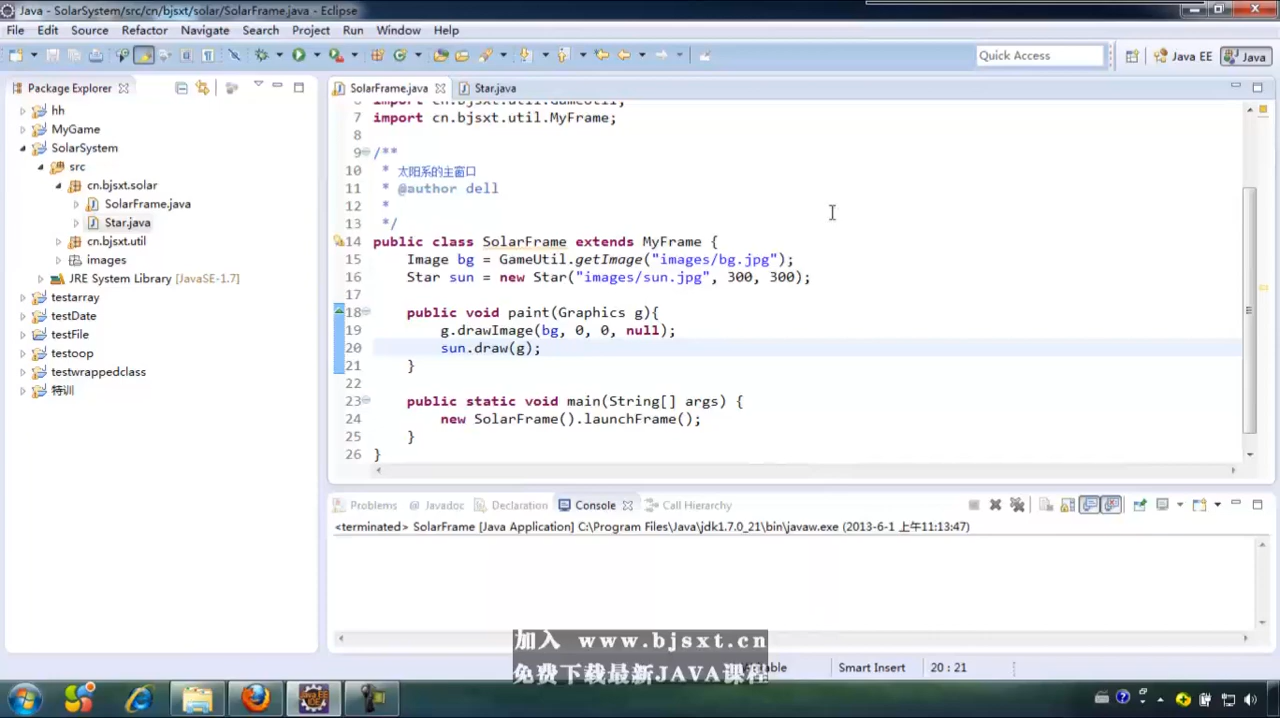 Java - SolarSystem/src/cn/bjsxt/solar/SolarFrame.java - Eclipse
File Edit Source Refactor Navigate Search Project Run Window Help
Quick Access
Java EE
Java
Package Explorer
SolarFrame.java
Star.java
hh
MyGame
SolarSystem
src
cn.bjsxt.solar
SolarFrame.java
Star.java
cn.bjsxt.util
images
JRE System Library [JavaSE-1.7]
testarray
testDate
testFile
testoop
testwrappedclass
特训
6 import cn.bjsxt.util.GameUtil;
7 import cn.bjsxt.util.MyFrame;
8
9 /**
10 * 太阳系的主窗口
11 * @author dell
12 *
13 */
14 public class SolarFrame extends MyFrame {
15 Image bg = GameUtil.getImage("images/bg.jpg");
16 Star sun = new Star("images/sun.jpg", 300, 300);
17
18 public void paint(Graphics g){
19 g.drawImage(bg, 0, 0, null);
20 sun.draw(g);
21 }
22
23 public static void main(String[] args) {
24 new SolarFrame().launchFrame();
25 }
26 }
Problems @ Javadoc Declaration Console Call Hierarchy
<terminated> SolarFrame [Java Application] C:\Program Files\Java\jdk1.7.0_21\bin\javaw.exe (2013-6-1 上午11:13:47)
加入 www.bjsxt.cn
免费下载最新JAVA课程
Smart Insert
20 : 21